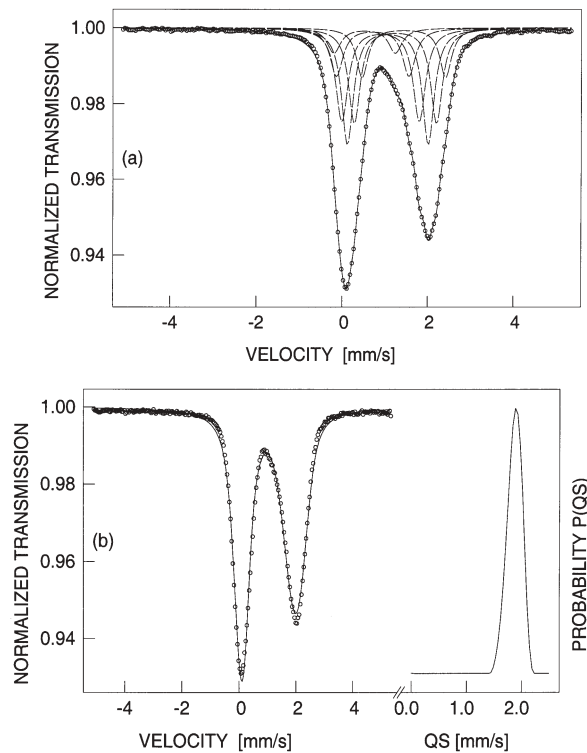 1.00
0.98
0.96
0.94
NORMALIZED TRANSMISSION
(a)
-4 -2 0 2 4
VELOCITY [mm/s]
1.00
0.98
0.96
0.94
NORMALIZED TRANSMISSION
(b)
PROBABILITY P(QS)
-4 -2 0 2 4 0.0 1.0 2.0
VELOCITY [mm/s] QS [mm/s]